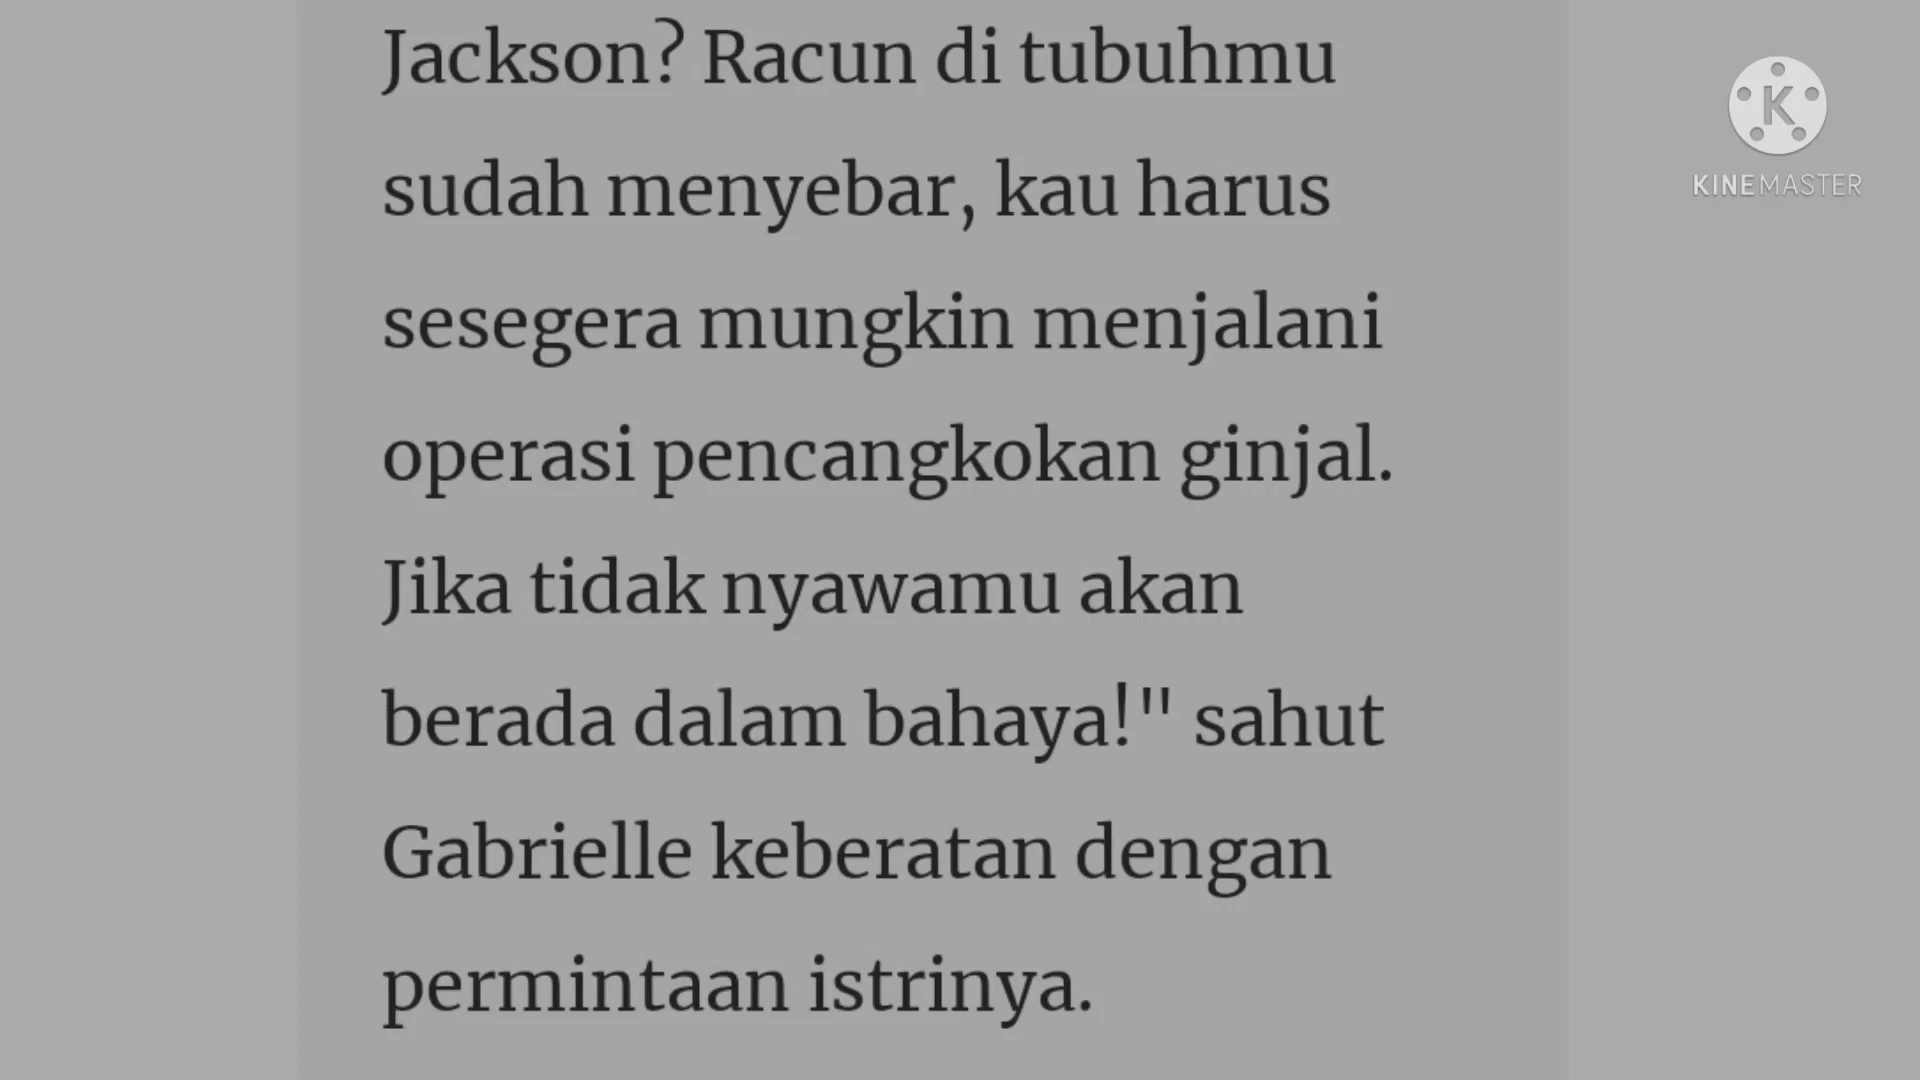 Jackson? Racun di tubuhmu
sudah menyebar, kau harus
sesegera mungkin menjalani
operasi pencangkokan ginjal.
Jika tidak nyawamu akan
berada dalam bahaya!" sahut
Gabrielle keberatan dengan
permintaan istrinya.
K
KINEMASTER